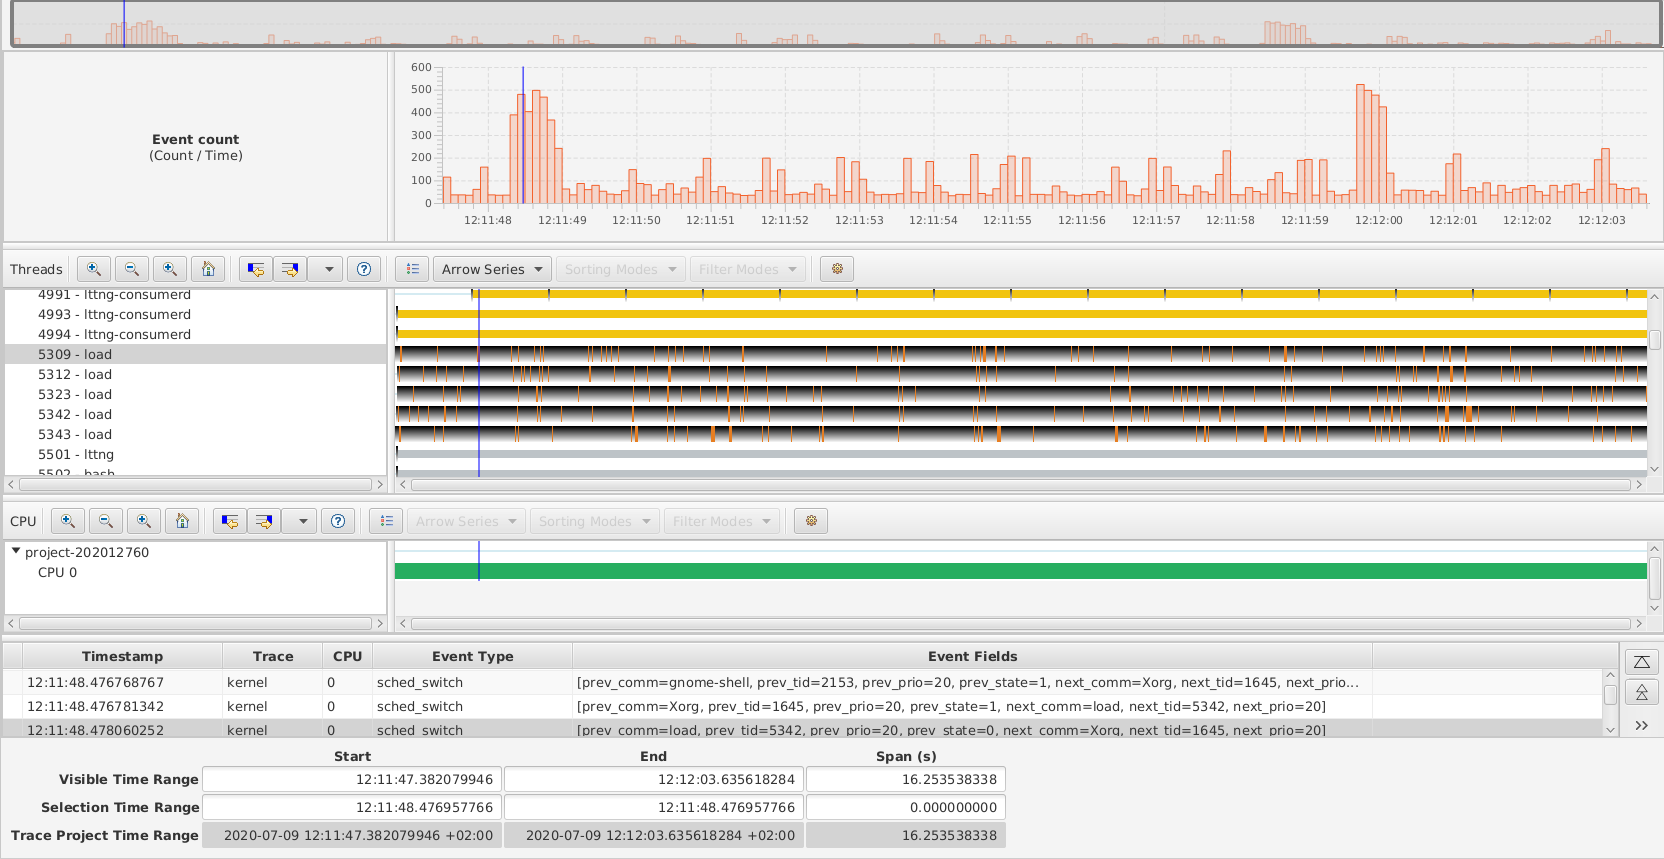 600
500
400
300
200
100
0
Event count
(Count / Time)
12:11:48 12:11:49 12:11:50 12:11:51 12:11:52 12:11:53 12:11:54 12:11:55 12:11:56 12:11:57 12:11:58 12:11:59 12:12:00 12:12:01 12:12:02 12:12:03
Threads Arrow Series Sorting Modes Filter Modes
4991 - lttng-consumerd
4993 - lttng-consumerd
4994 - lttng-consumerd
5309 - load
5312 - load
5323 - load
5342 - load
5343 - load
5501 - lttng
5502 - bash
CPU Arrow Series Sorting Modes Filter Modes
project-202012760
CPU 0
Timestamp Trace CPU Event Type Event Fields
12:11:48.476768767 kernel 0 sched_switch [prev_comm=gnome-shell, prev_tid=2153, prev_prio=20, prev_state=1, next_comm=Xorg, next_tid=1645, next_prio...
12:11:48.476781342 kernel 0 sched_switch [prev_comm=Xorg, prev_tid=1645, prev_prio=20, prev_state=1, next_comm=load, next_tid=5342, next_prio=20]
12:11:48.478060252 kernel 0 sched_switch [prev_comm=load, prev_tid=5342, prev_prio=20, prev_state=0, next_comm=Xorg, next_tid=1645, next_prio=20]
Start End Span (s)
Visible Time Range 12:11:47.382079946 12:12:03.635618284 16.253538338
Selection Time Range 12:11:48.476957766 12:11:48.476957766 0.000000000
Trace Project Time Range 2020-07-09 12:11:47.382079946 +02:00 2020-07-09 12:12:03.635618284 +02:00 16.253538338